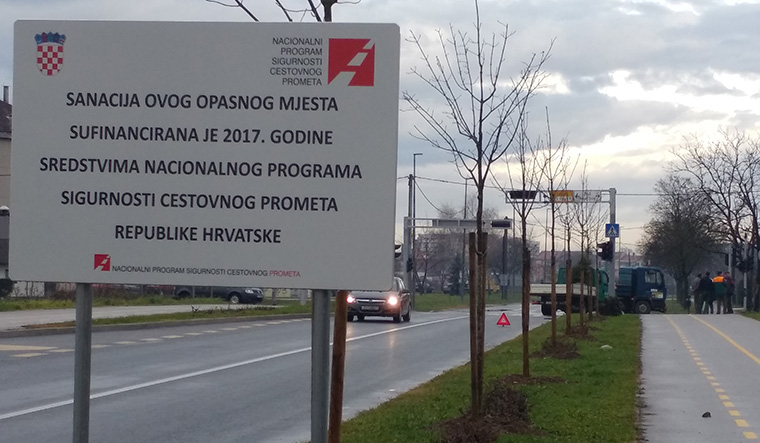 NACIONALNI
PROGRAM
SIGURNOSTI
CESTOVNOG
PROMETA
SANACIJA OVOG OPASNOG MJESTA
SUFINANCIRANA JE 2017. GODINE
SREDSTVIMA NACIONALNOG PROGRAMA
SIGURNOSTI CESTOVNOG PROMETA
REPUBLIKE HRVATSKE
NACIONALNI PROGRAM SIGURNOSTI CESTOVNOG PROMETA